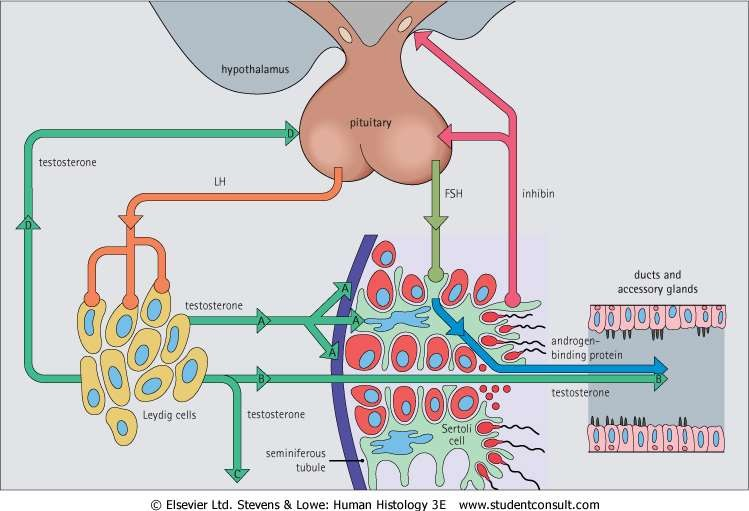 hypothalamus
pituitary
D
testosterone
LH
FSH
inhibin
D
ducts and
accessory glands
testosterone
A
A
A
A
androgen-
binding protein
B
B
testosterone
testosterone
Leydig cells
Sertoli
cell
seminiferous
tubule
C
© Elsevier Ltd. Stevens & Lowe: Human Histology 3E www.studentconsult.com